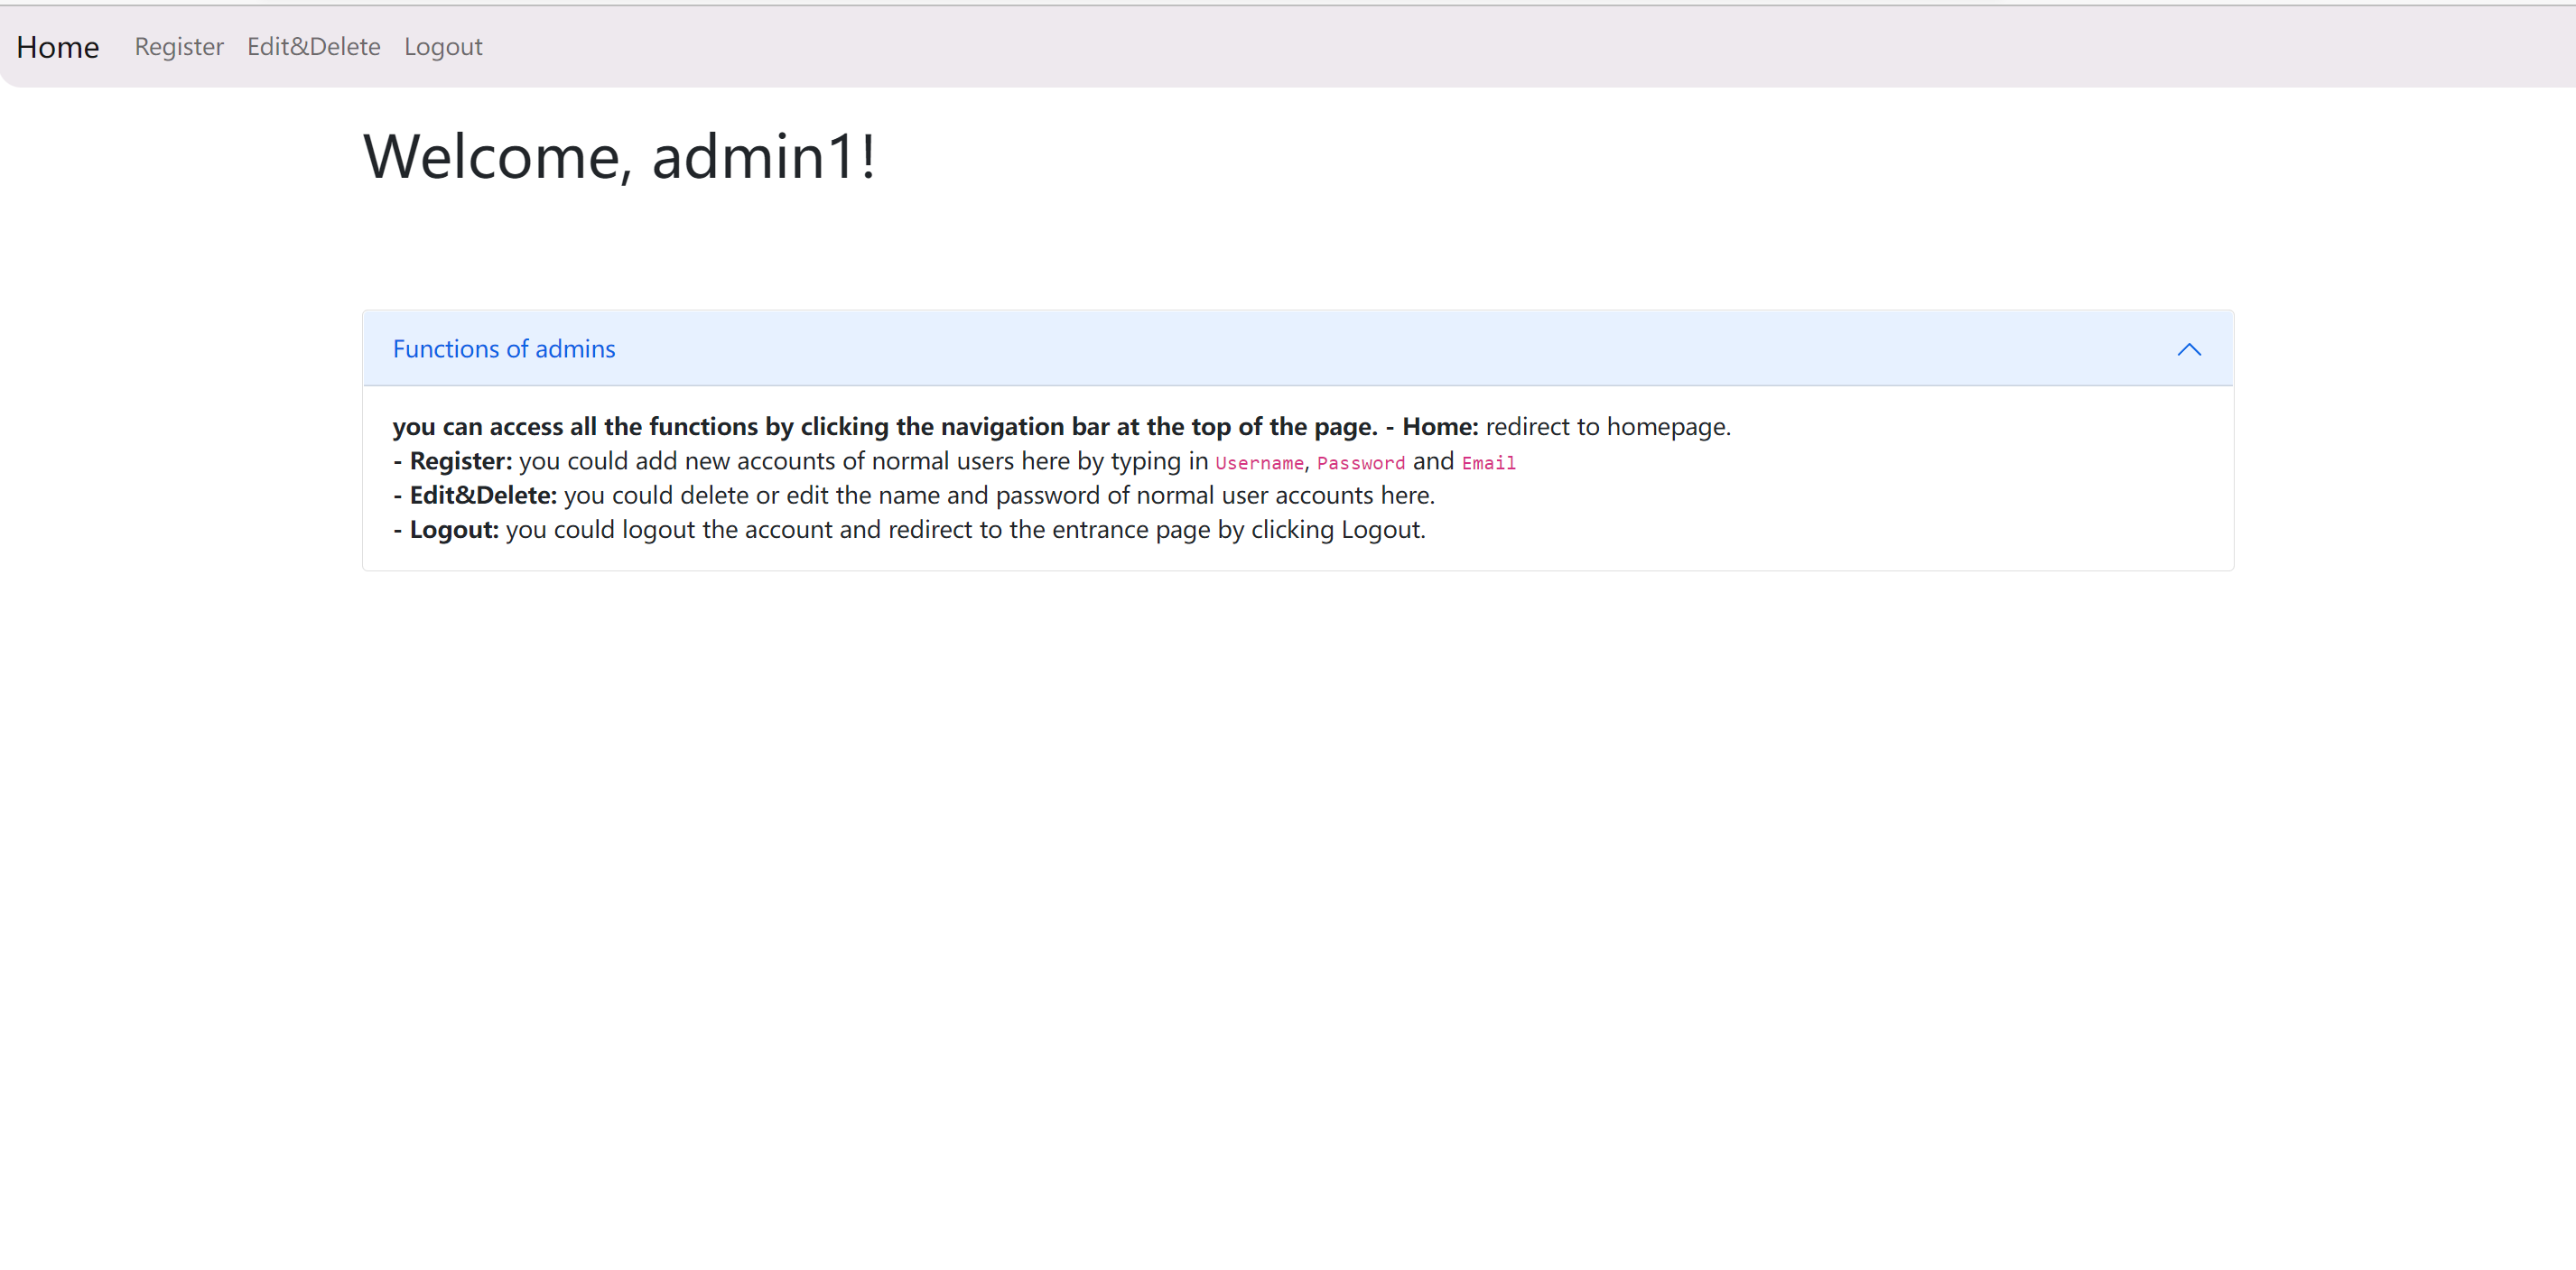 Home Register Edit&Delete Logout
Welcome, admin1!
Functions of admins
you can access all the functions by clicking the navigation bar at the top of the page. - Home: redirect to homepage.
- Register: you could add new accounts of normal users here by typing in Username, Password and Email
- Edit&Delete: you could delete or edit the name and password of normal user accounts here.
- Logout: you could logout the account and redirect to the entrance page by clicking Logout.